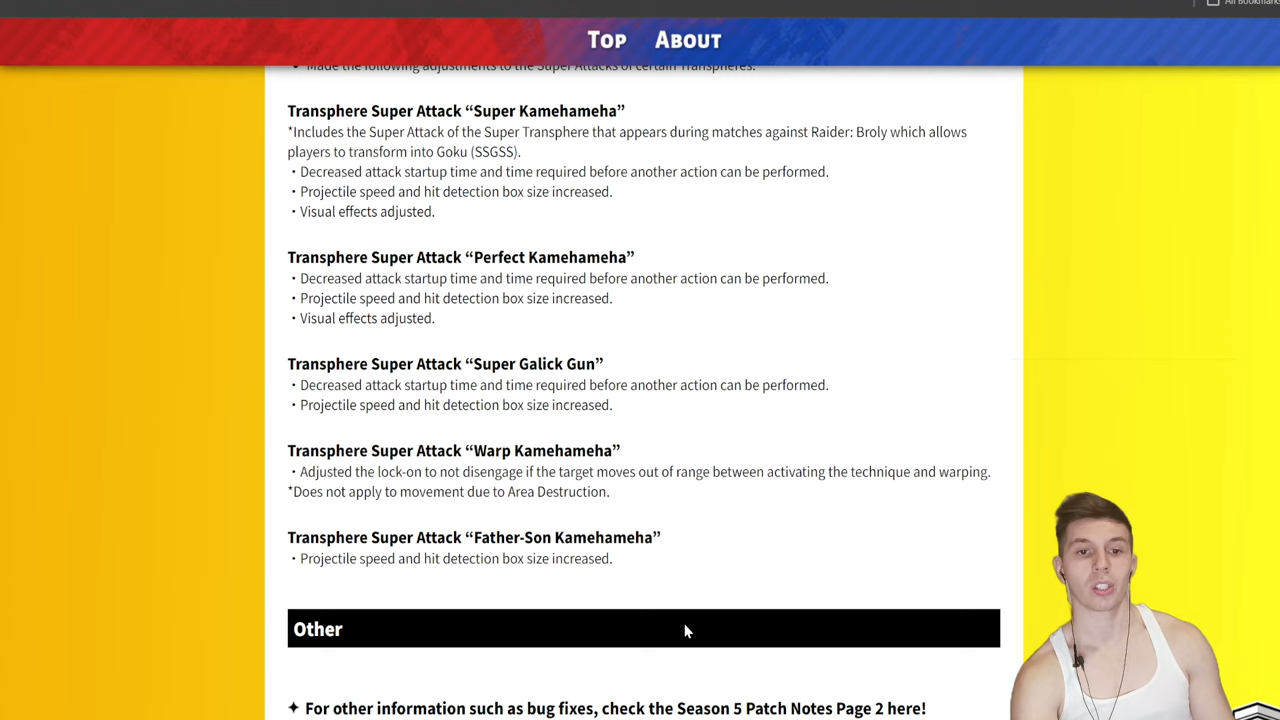 All Bookmarks
TOP ABOUT
• Made the following adjustments to the Super Attacks of certain Transpheres.
Transphere Super Attack “Super Kamehameha”
*Includes the Super Attack of the Super Transphere that appears during matches against Raider: Broly which allows
players to transform into Goku (SSGSS).
・Decreased attack startup time and time required before another action can be performed.
・Projectile speed and hit detection box size increased.
・Visual effects adjusted.
Transphere Super Attack “Perfect Kamehameha”
・Decreased attack startup time and time required before another action can be performed.
・Projectile speed and hit detection box size increased.
・Visual effects adjusted.
Transphere Super Attack “Super Galick Gun”
・Decreased attack startup time and time required before another action can be performed.
・Projectile speed and hit detection box size increased.
Transphere Super Attack “Warp Kamehameha”
・Adjusted the lock-on to not disengage if the target moves out of range between activating the technique and warping.
*Does not apply to movement due to Area Destruction.
Transphere Super Attack “Father-Son Kamehameha”
・Projectile speed and hit detection box size increased.
Other
✦ For other information such as bug fixes, check the Season 5 Patch Notes Page 2 here!